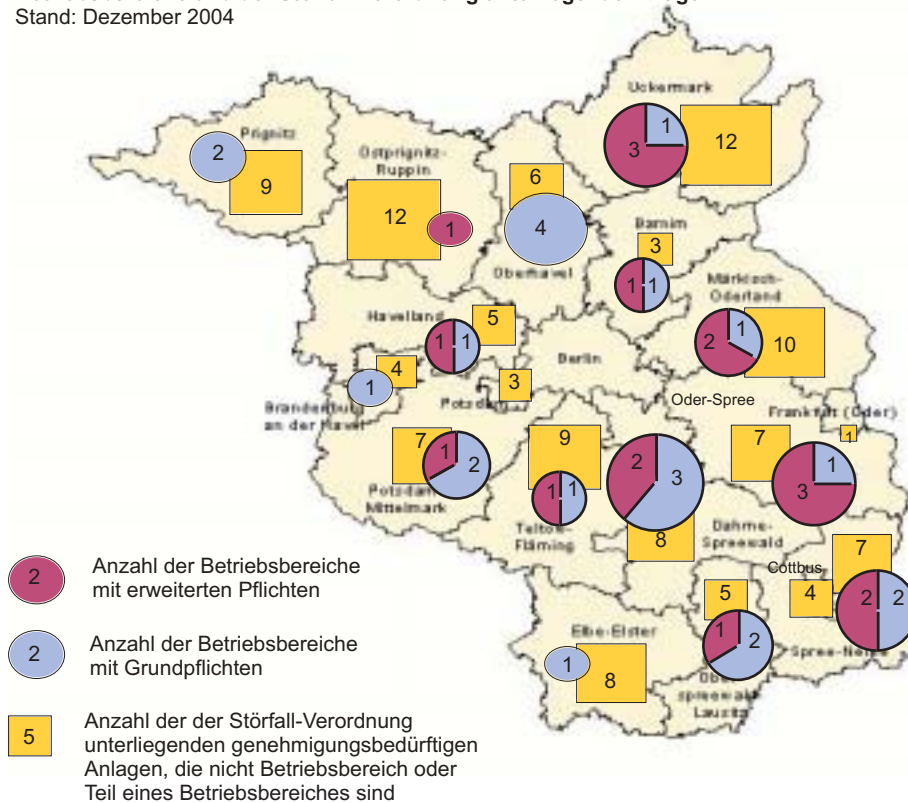 Stand: Dezember 2004
Uckermark
1
3
12
Prignitz
2
9
Ostprignitz-
Ruppin
12
1
6
4
Oberhavel
Barnim
3
1 1
Märkisch-
Oderland
2 1
10
Havelland
5
1 1
Berlin
4
1
Brandenburg
an der Havel
Potsdam
3
Oder-Spree
Frankfurt (Oder)
1
7
1
3
7
1 2
Potsdam-
Mittelmark
9
1 1
Teltow-
Fläming
2 3
8
Dahme-
Spreewald
Cottbus
4
7
2 2
Spree-Neiße
5
1 2
Ober-
spreewald-
Lausitz
Elbe-Elster
1
8
2
Anzahl der Betriebsbereiche
mit erweiterten Pflichten
2
Anzahl der Betriebsbereiche
mit Grundpflichten
5
Anzahl der der Störfall-Verordnung
unterliegenden genehmigungsbedürftigen
Anlagen, die nicht Betriebsbereich oder
Teil eines Betriebsbereiches sind